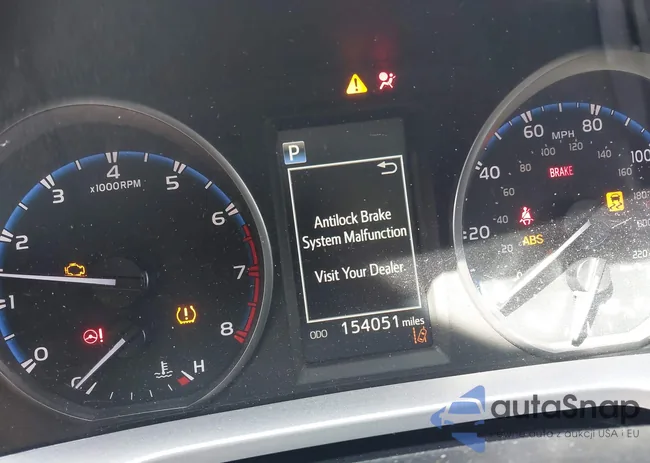 P
Antilock Brake
System Malfunction
Visit Your Dealer.
ODO 154051 miles
0
1
2
3
4
5
6
7
8
x1000RPM
C
H
20
40
60
80
100
MPH
20
40
60
80
100
140
160
180
220
BRAKE
ABS
autaSnap